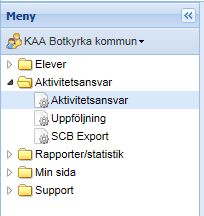 Meny
KAA Botkyrka kommun
Elever
Aktivitetsansvar
Aktivitetsansvar
Uppföljning
SCB Export
Rapporter/statistik
Min sida
Support